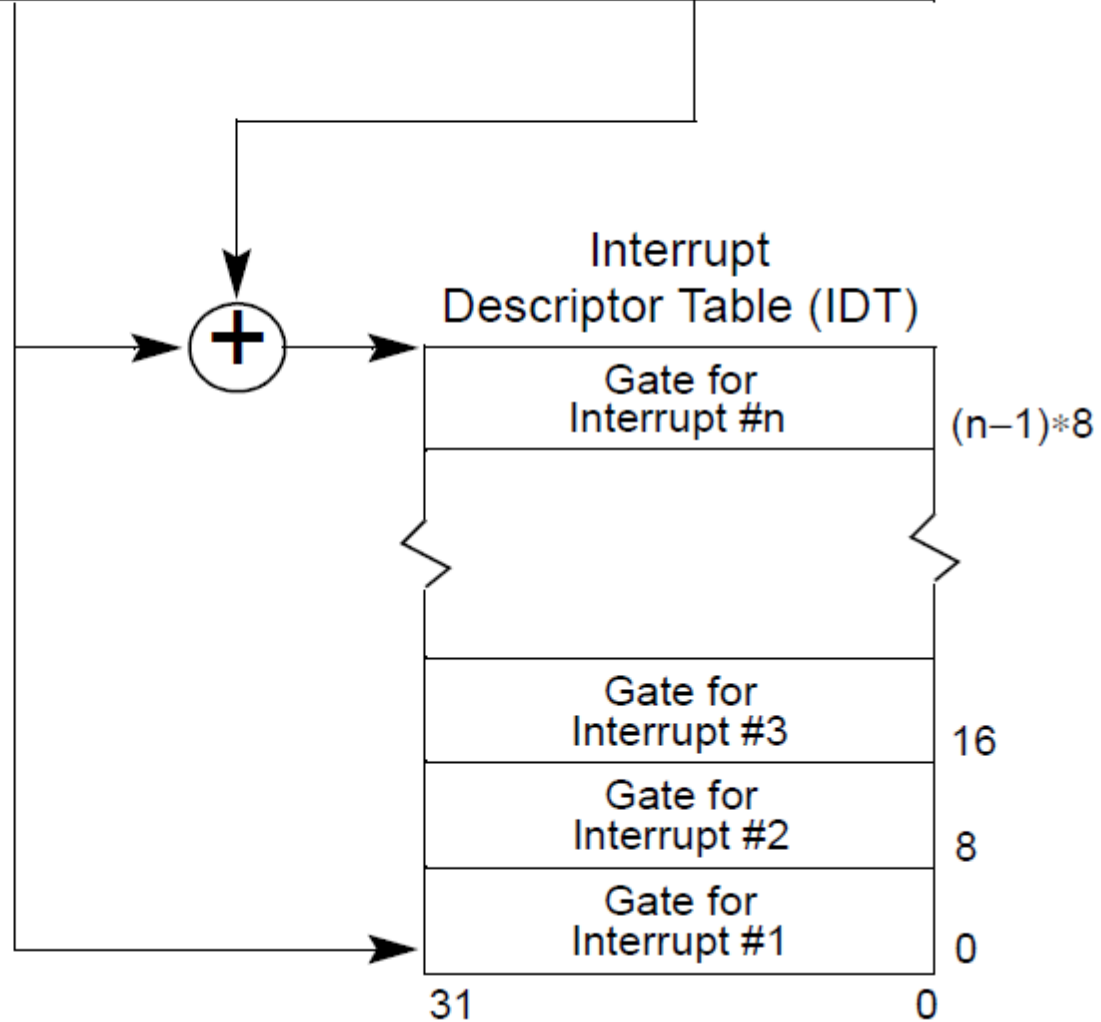 Interrupt
Descriptor Table (IDT)
+
Gate for
Interrupt #n
(n−1)∗8
Gate for
Interrupt #3
16
Gate for
Interrupt #2
8
Gate for
Interrupt #1
0
31
0